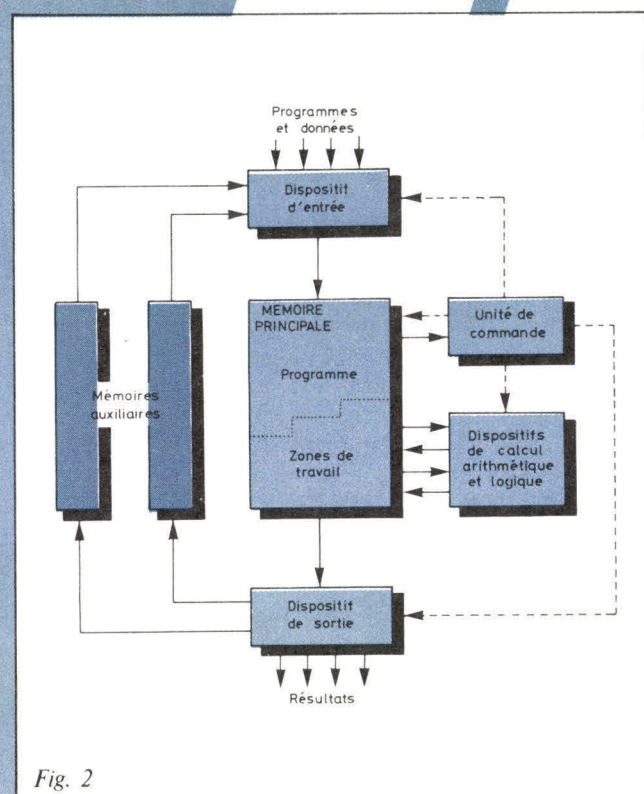 Programmes
et données
Dispositif
d'entrée
MEMOIRE
PRINCIPALE
Programme
Zones de
travail
Unité de
commande
Mémoires
auxiliaires
Dispositifs
de calcul
arithmétique
et logique
Dispositif
de sortie
Résultats
Fig. 2